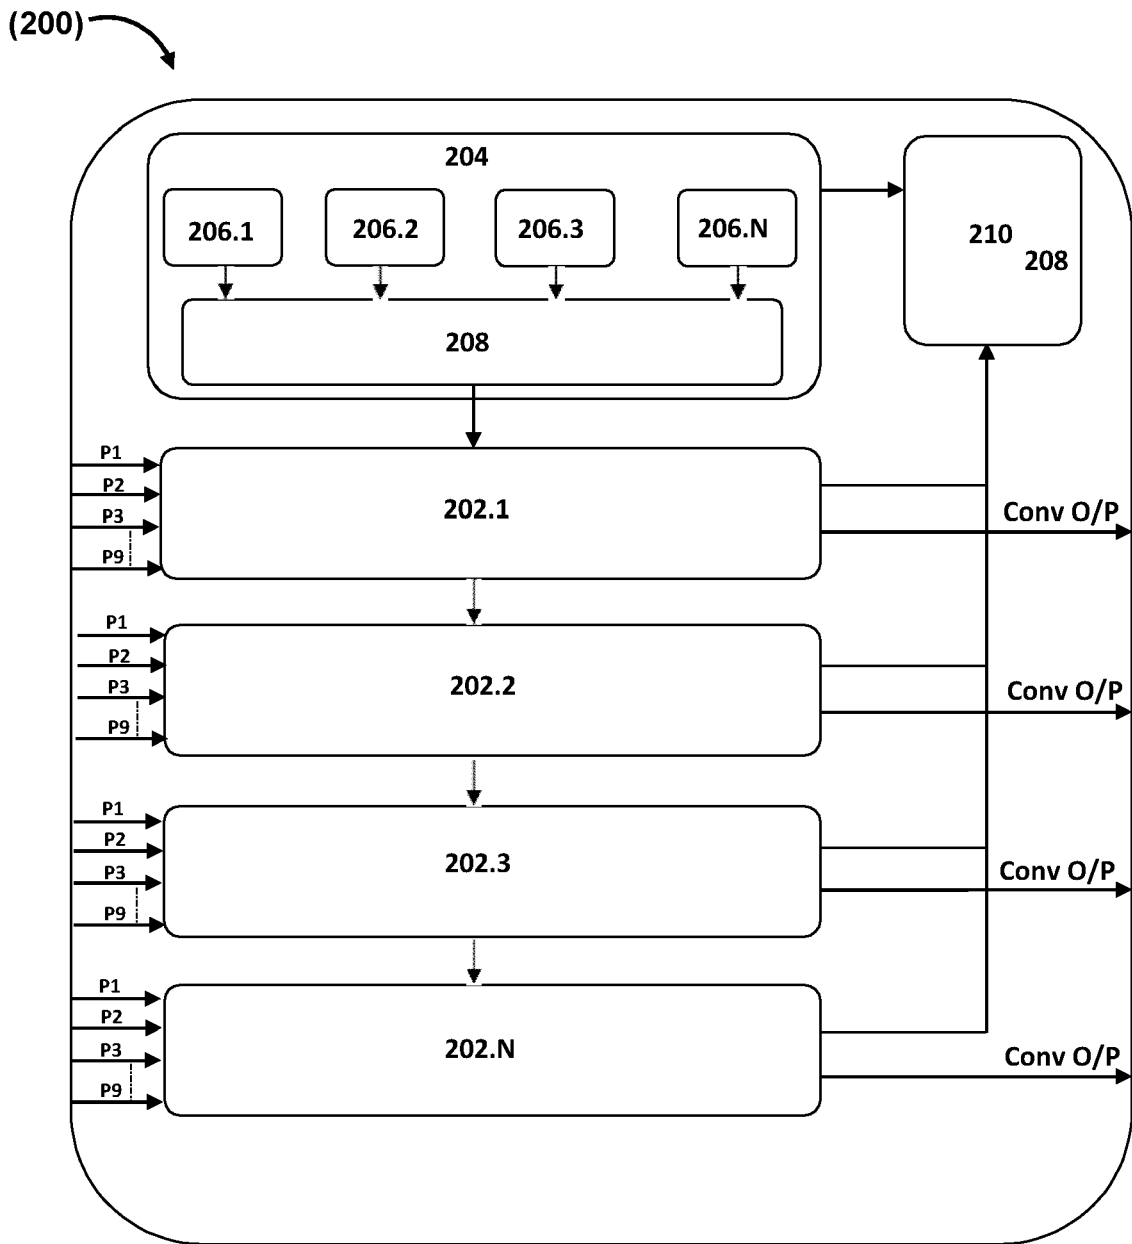 (200)
204
206.1 206.2 206.3 206.N
210
208
208
P1
P2
P3
P9
202.1
Conv O/P
P1
P2
P3
P9
202.2
Conv O/P
P1
P2
P3
P9
202.3
Conv O/P
P1
P2
P3
P9
202.N
Conv O/P